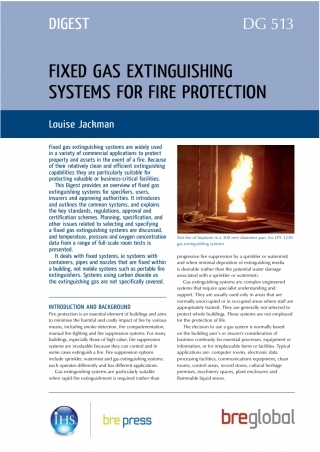 DIGEST
DG 513
FIXED GAS EXTINGUISHING
SYSTEMS FOR FIRE PROTECTION
Louise Jackman
Fixed gas extinguishing systems are widely used
in a variety of commercial applications to protect
property and assets in the event of a fire. Because
of their relatively clean and efficient extinguishing
capabilities they are particularly suitable for
protecting valuable or business-critical facilities.
This Digest provides an overview of fixed gas
extinguishing systems for specifiers, users,
insurers and approving authorities. It introduces
and outlines the common systems, and explains
the key standards, regulations, approval and
certification schemes. Planning, specification, and
other issues related to selecting and specifying
a fixed gas extinguishing systems are discussed,
and temperature, pressure and oxygen concentration
data from a range of full-scale room tests is
presented.
It deals with fixed systems, ie systems with
containers, pipes and nozzles that are fixed within
a building, not mobile systems such as portable fire
extinguishers. Systems using carbon dioxide as
the extinguishing gas are not specifically covered.
INTRODUCTION AND BACKGROUND
Fire protection is an essential element of buildings and aims
to minimise the harmful and costly impact of fire by various
means, including smoke detection, fire compartmentation,
manual fire-fighting and fire suppression systems. For many
buildings, especially those of high value, fire suppression
systems are invaluable because they can control and in
some cases extinguish a fire. Fire suppression options
include sprinkler, watermist and gas extinguishing systems:
each operates differently and has different applications.
Gas extinguishing systems are particularly suitable
when rapid fire extinguishment is required (rather than
Test fire of heptane in a 300 mm diameter pan, for LPS 1230
gas extinguishing systems
progressive fire suppression by a sprinkler or watermist)
and when minimal deposition of extinguishing media
is desirable (rather than the potential water damage
associated with a sprinkler or watermist).
Gas extinguishing systems are complex engineered
systems that require specialist understanding and
support. They are usually used only in areas that are
normally unoccupied or in occupied areas where staff are
appropriately trained. They are generally not selected to
protect whole buildings. These systems are not employed
for the protection of life.
The decision to use a gas system is normally based
on the building user's or insurer's consideration of
business continuity for essential processes, equipment or
information, or for irreplaceable items or facilities. Typical
applications are: computer rooms, electronic data
processing facilities, communications equipment, clean
rooms, control areas, record stores, cultural heritage
premises, machinery spaces, plant enclosures and
flammable liquid stores.
IHS
bre press
breglobal